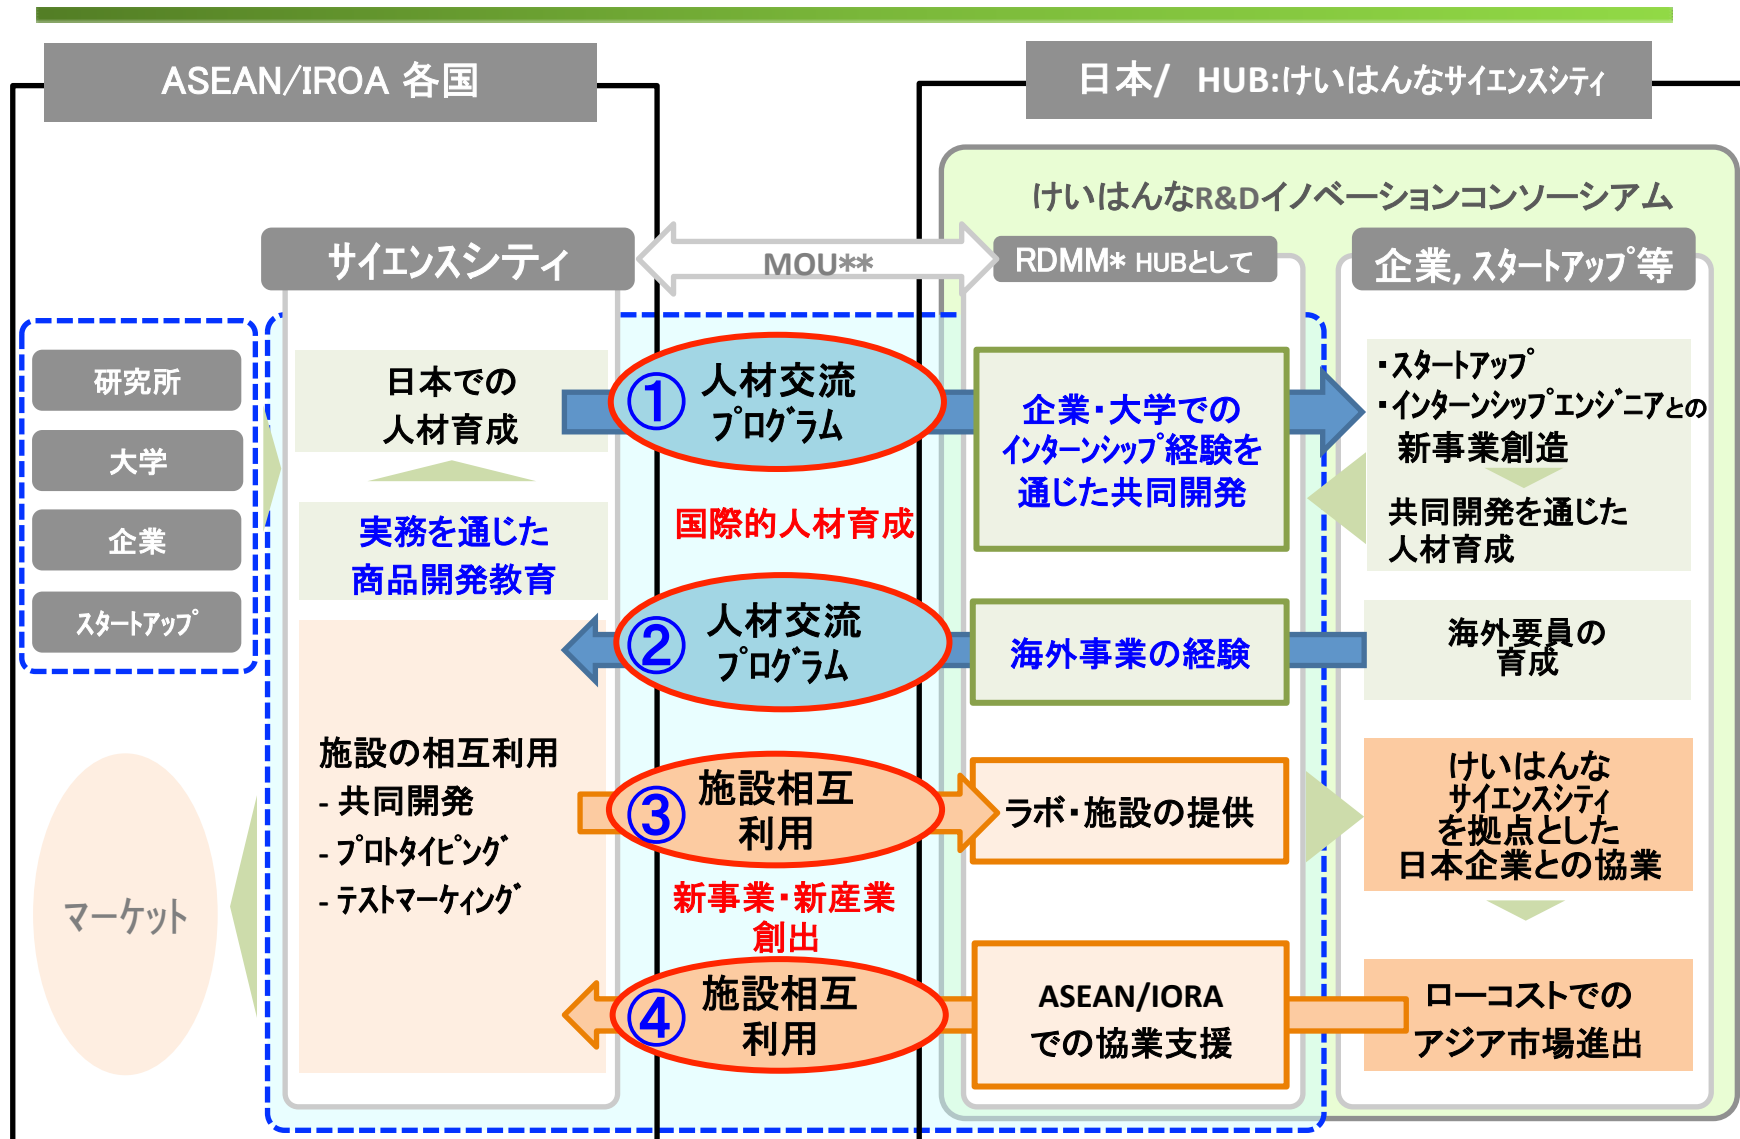 ASEAN/IROA 各国
日本/ HUB:けいはんなサイエンスシティ
けいはんなR&Dイノベーションコンソーシアム
サイエンスシティ
MOU**
RDMM* HUBとして
企業, スタートアップ等
研究所
大学
企業
スタートアップ
マーケット
日本での
人材育成
実務を通じた
商品開発教育
施設の相互利用
- 共同開発
- プロトタイピング
- テストマーケィング
①
人材交流
プログラム
国際的人材育成
②
人材交流
プログラム
③
施設相互
利用
新事業・新産業
創出
④
施設相互
利用
企業・大学での
インターンシップ経験を
通じた共同開発
海外事業の経験
ラボ・施設の提供
ASEAN/IORA
での協業支援
・スタートアップ
・インターンシップエンジニアとの
新事業創造
共同開発を通じた
人材育成
海外要員の
育成
けいはんな
サイエンスシティ
を拠点とした
日本企業との協業
ローコストでの
アジア市場進出